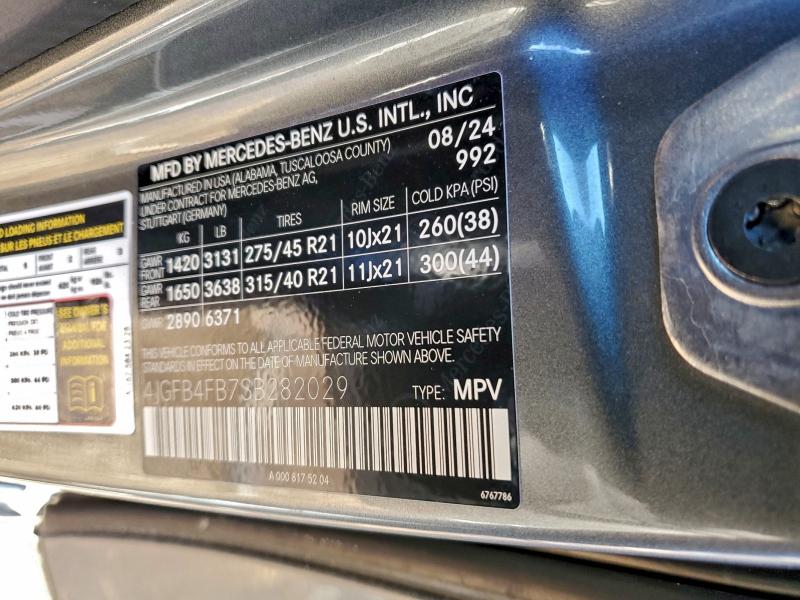 MFD BY MERCEDES-BENZ U.S. INTL., INC
MANUFACTURED IN USA (ALABAMA, TUSCALOOSA COUNTY)
UNDER CONTRACT FOR MERCEDES-BENZ AG,
STUTTGART (GERMANY)
08/24
992
KG LB TIRES RIM SIZE COLD KPA (PSI)
GAWR FRONT 1420 3131 275/45 R21 10Jx21 260(38)
GAWR REAR 1650 3638 315/40 R21 11Jx21 300(44)
GVWR 2890 6371
THIS VEHICLE CONFORMS TO ALL APPLICABLE FEDERAL MOTOR VEHICLE SAFETY
STANDARDS IN EFFECT ON THE DATE OF MANUFACTURE SHOWN ABOVE.
4JGFB4FB7SB282029 TYPE: MPV
A 000 817 52 04
6767786
LOADING INFORMATION
SUR LES PNEUS ET LE CHARGEMENT
SEE OWNER'S
MANUAL FOR
ADDITIONAL
INFORMATION